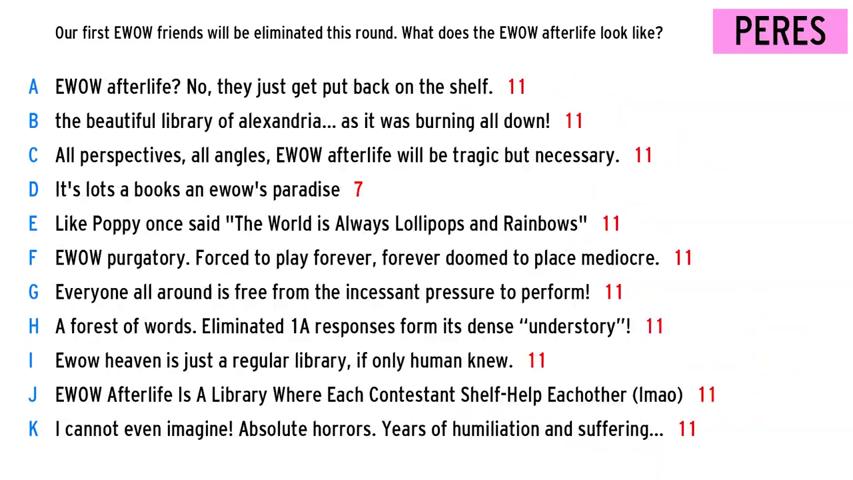 Our first EWOW friends will be eliminated this round. What does the EWOW afterlife look like?
PERES
A EWOW afterlife? No, they just get put back on the shelf. 11
B the beautiful library of alexandria... as it was burning all down! 11
C All perspectives, all angles, EWOW afterlife will be tragic but necessary. 11
D It's lots a books an ewow's paradise 7
E Like Poppy once said "The World is Always Lollipops and Rainbows" 11
F EWOW purgatory. Forced to play forever, forever doomed to place mediocre. 11
G Everyone all around is free from the incessant pressure to perform! 11
H A forest of words. Eliminated 1A responses form its dense “understory”! 11
I Ewow heaven is just a regular library, if only human knew. 11
J EWOW Afterlife Is A Library Where Each Contestant Shelf-Help Eachother (lmao) 11
K I cannot even imagine! Absolute horrors. Years of humiliation and suffering... 11